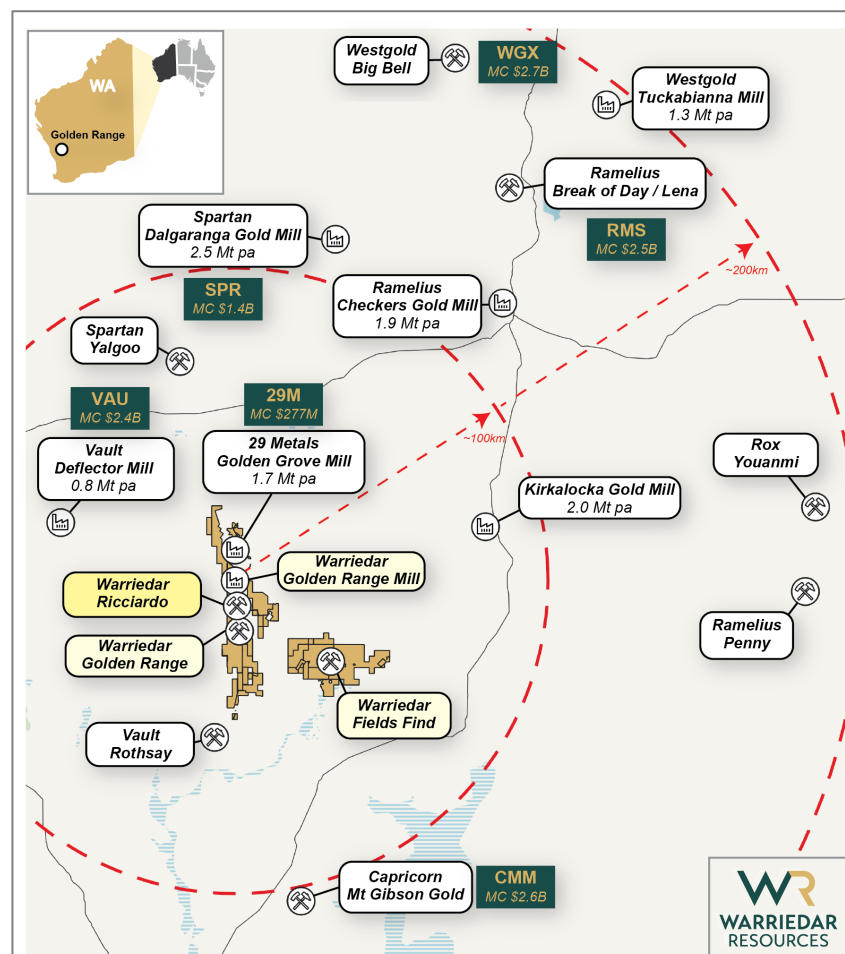 WA
Golden Range
Westgold
Big Bell
WGX
MC $2.7B
Westgold
Tuckabianna Mill
1.3 Mt pa
Ramelius
Break of Day / Lena
RMS
MC $2.5B
~200km
Spartan
Dalgaranga Gold Mill
2.5 Mt pa
SPR
MC $1.4B
Ramelius
Checkers Gold Mill
1.9 Mt pa
Spartan
Yalgoo
VAU
MC $2.4B
29M
MC $277M
~100km
Vault
Deflector Mill
0.8 Mt pa
29 Metals
Golden Grove Mill
1.7 Mt pa
Rox
Youanmi
Kirkalocka Gold Mill
2.0 Mt pa
Warriedar
Golden Range Mill
Warriedar
Ricciardo
Warriedar
Golden Range
Ramelius
Penny
Warriedar
Fields Find
Vault
Rothsay
Capricorn
Mt Gibson Gold
CMM
MC $2.6B
WR
WARRIEDAR
RESOURCES